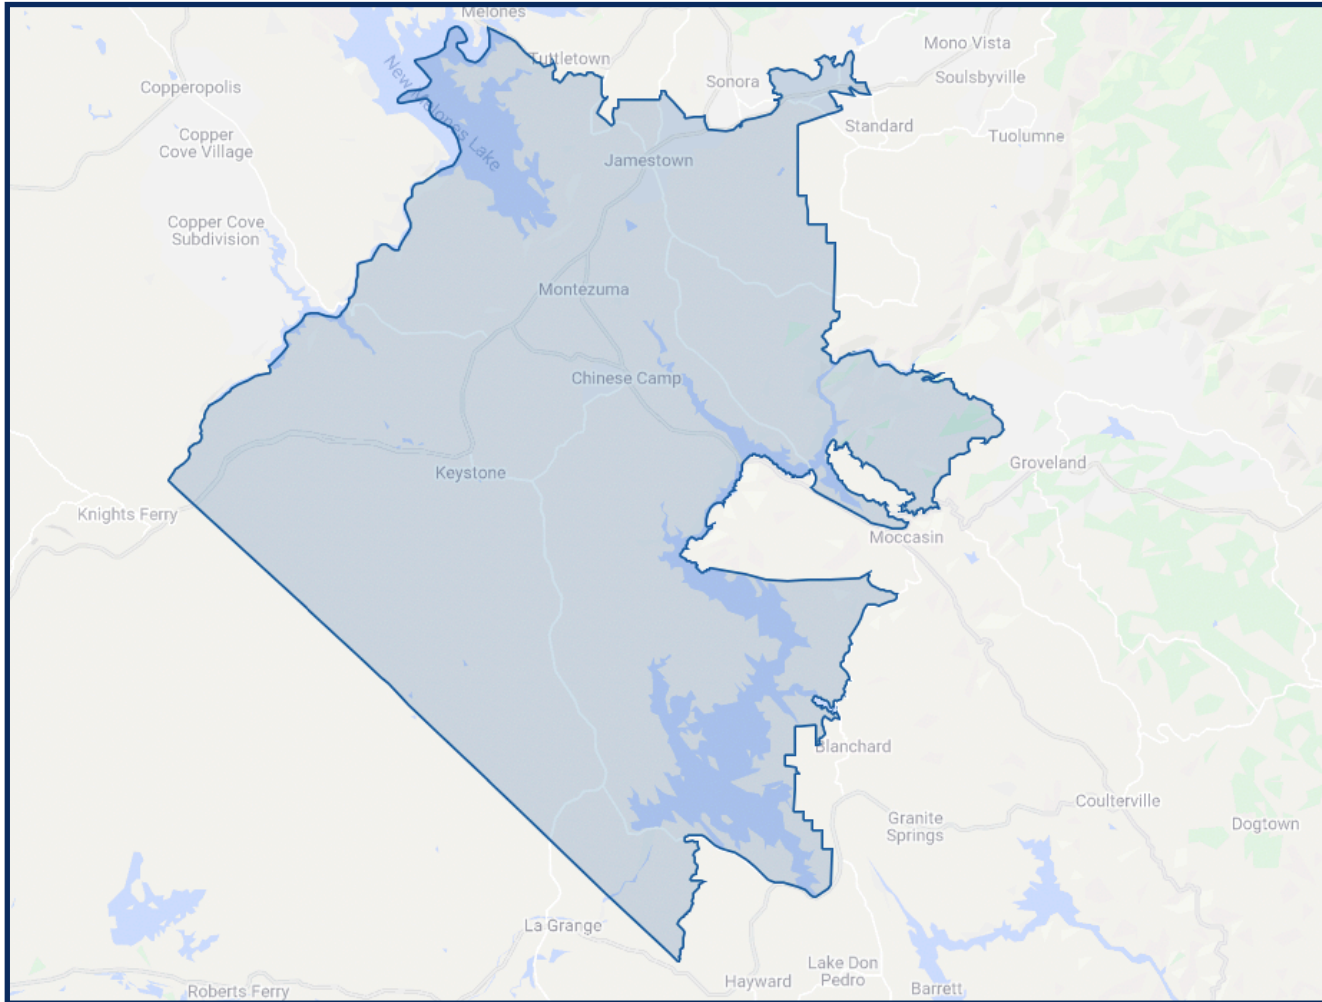 Melones
Mono Vista
Tuttletown
Soulsbyville
Sonora
Copperopolis
New Melones Lake
Standard
Copper
Cove Village
Tuolumne
Jamestown
Copper Cove
Subdivision
Montezuma
Chinese Camp
Groveland
Keystone
Knights Ferry
Moccasin
Blanchard
Coulterville
Granite
Springs
Dogtown
La Grange
Lake Don
Pedro
Hayward
Barrett
Roberts Ferry